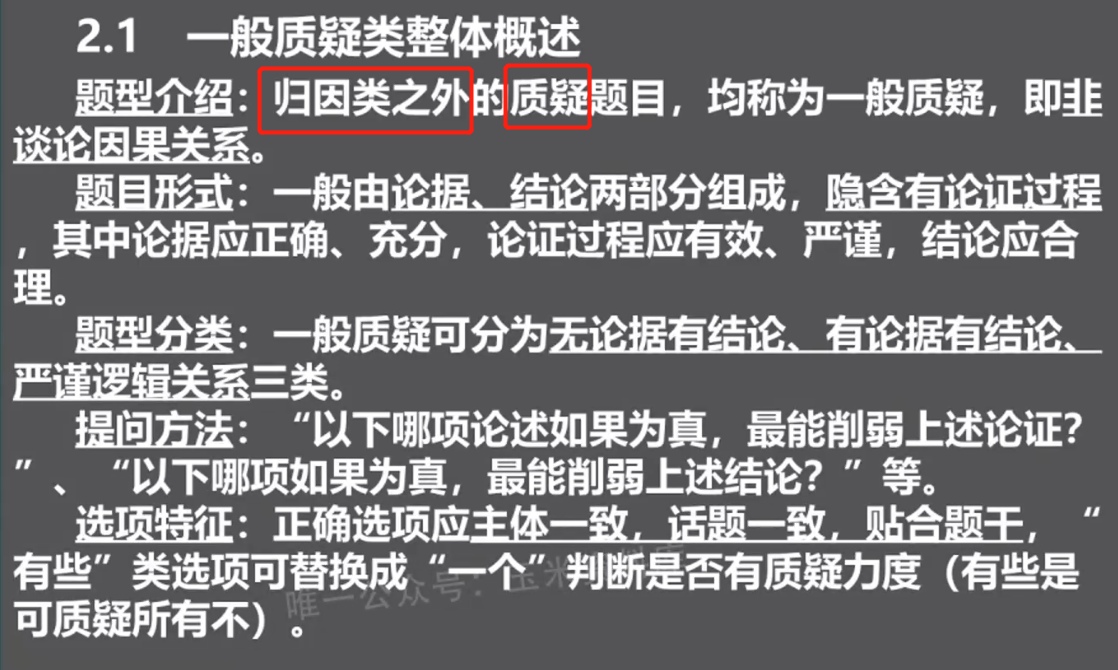 2.1 一般质疑类整体概述
题型介绍：归因类之外的质疑题目，均称为一般质疑，即非
谈论因果关系。
题目形式：一般由论据、结论两部分组成，隐含有论证过程
，其中论据应正确、充分，论证过程应有效、严谨，结论应合
理。
题型分类：一般质疑可分为无论据有结论、有论据有结论、
严谨逻辑关系三类。
提问方法：“以下哪项论述如果为真，最能削弱上述论证？
”、“以下哪项如果为真，最能削弱上述结论？”等。
选项特征：正确选项应主体一致，话题一致，贴合题干，“
有些”类选项可替换成“一个”判断是否有质疑力度（有些是
可质疑所有不）。
唯一公众号：玉米